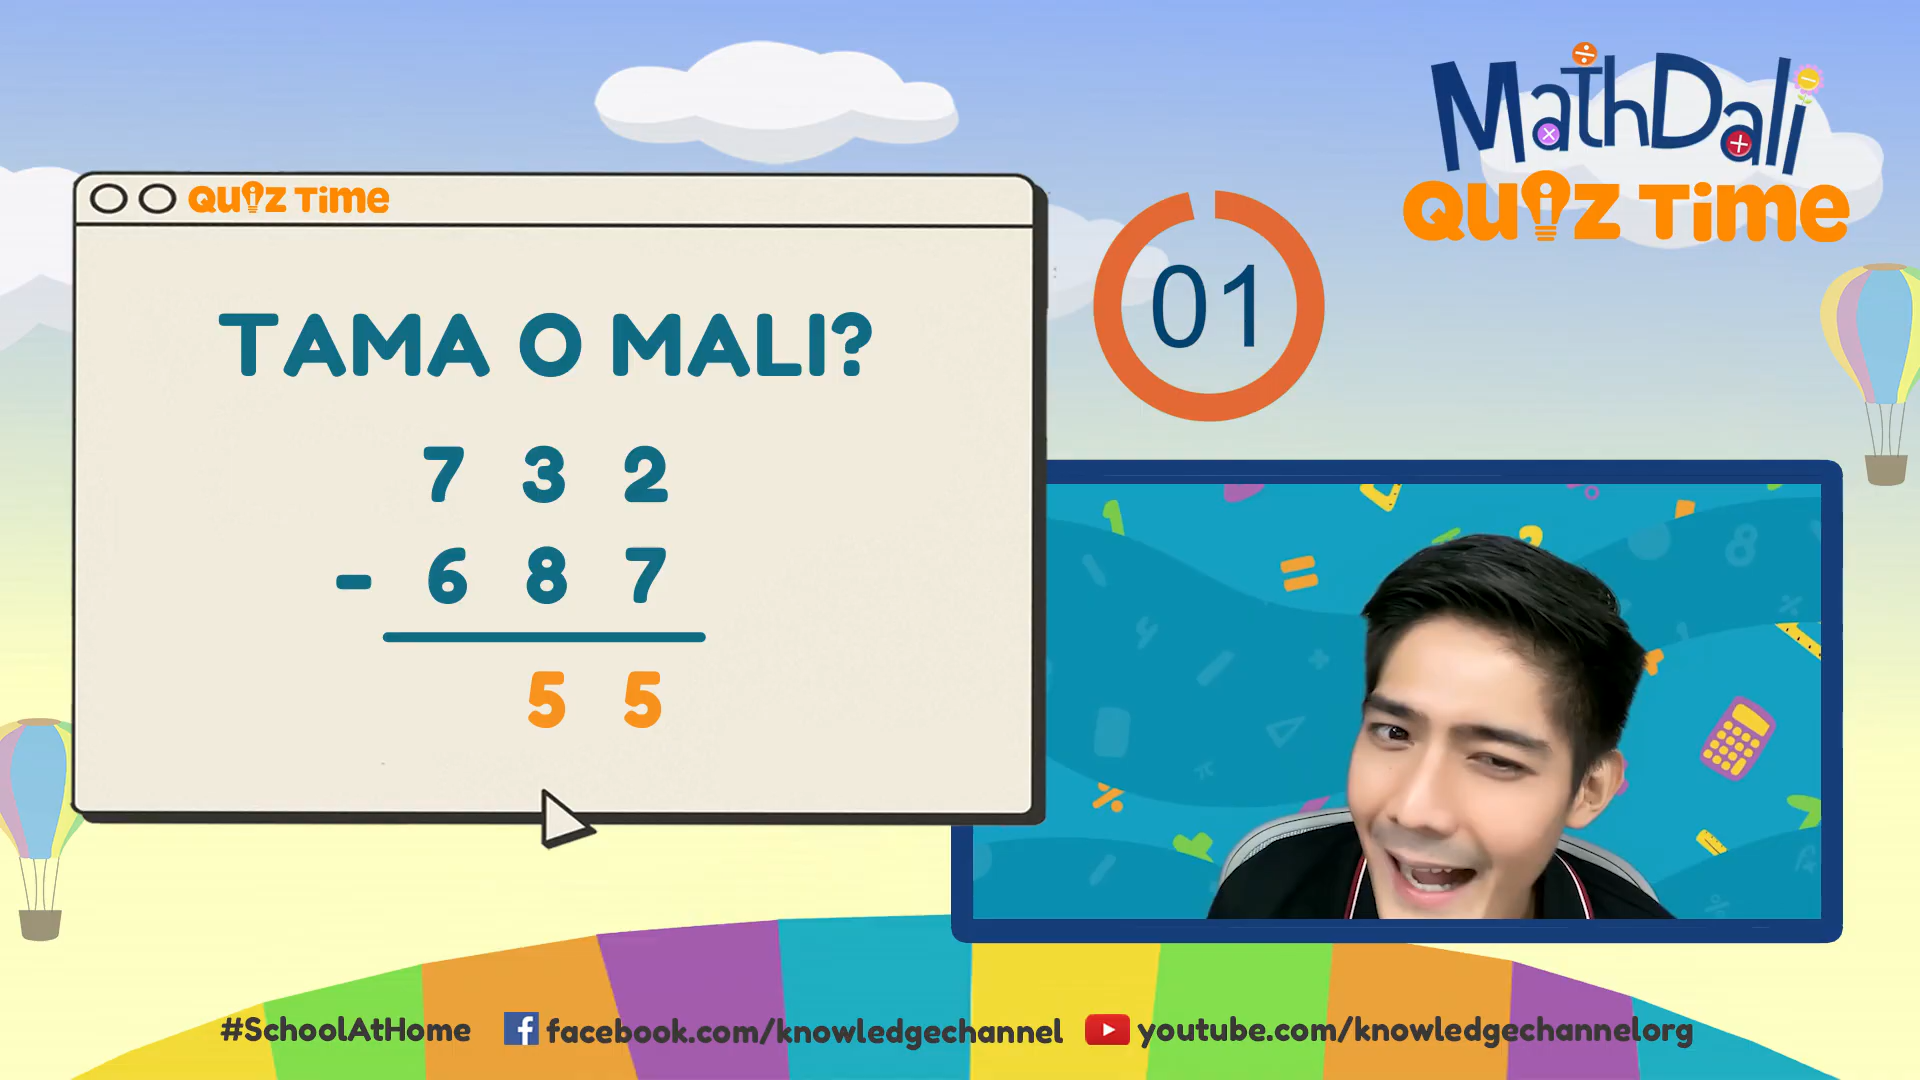 MathDali
QUIZ TIME
QUIZ TIME
01
TAMA O MALI?
7 3 2
- 6 8 7
5 5
#SchoolAtHome facebook.com/knowledgechannel youtube.com/knowledgechannelorg